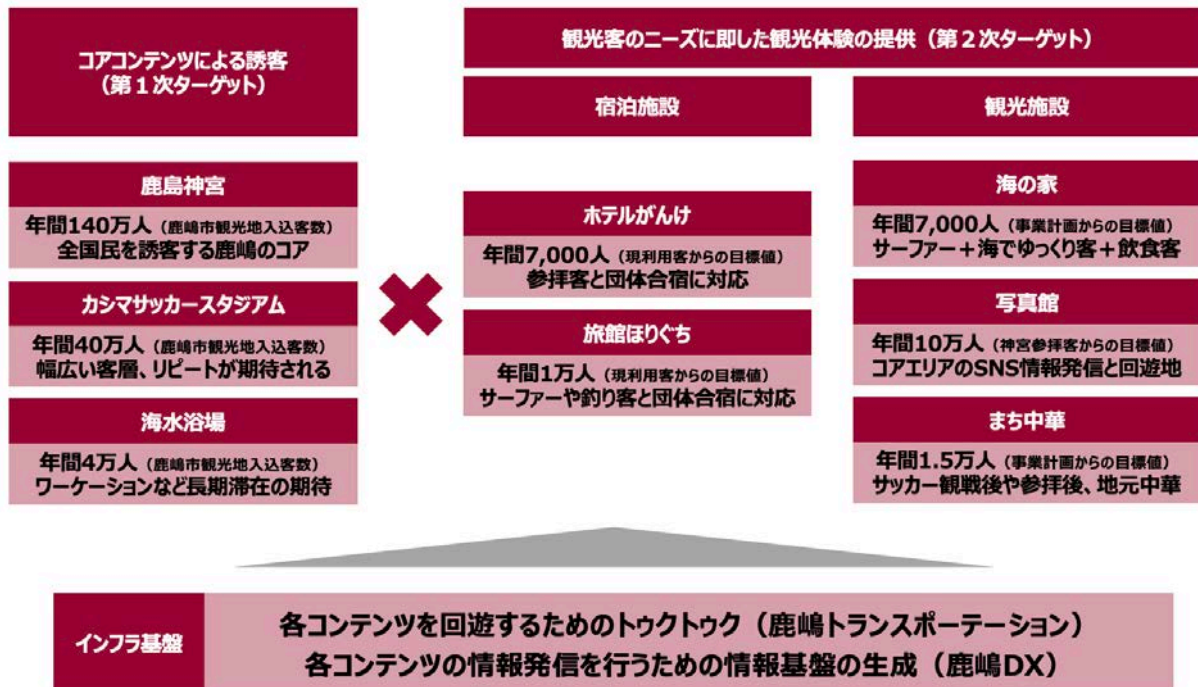 コアコンテンツによる誘客
(第1次ターゲット)
鹿島神宮
年間140万人 (鹿嶋市観光地入込客数)
全国民を誘客する鹿嶋のコア
カシマサッカースタジアム
年間40万人 (鹿嶋市観光地入込客数)
幅広い客層、リピートが期待される
海水浴場
年間4万人 (鹿嶋市観光地入込客数)
ワーケーションなど長期滞在の期待
観光客のニーズに即した観光体験の提供 (第2次ターゲット)
宿泊施設
ホテルがんけ
年間7,000人 (現利用客からの目標値)
参拝客と団体合宿に対応
旅館ほりぐち
年間1万人 (現利用客からの目標値)
サーファーや釣り客と団体合宿に対応
観光施設
海の家
年間7,000人 (事業計画からの目標値)
サーファー+海でゆっくり客+飲食客
写真館
年間10万人 (神宮参拝客からの目標値)
コアエリアのSNS情報発信と回遊地
まち中華
年間1.5万人 (事業計画からの目標値)
サッカー観戦後や参拝後、地元中華
インフラ基盤
各コンテンツを回遊するためのトゥクトゥク (鹿嶋トランスポーテーション)
各コンテンツの情報発信を行うための情報基盤の生成 (鹿嶋DX)